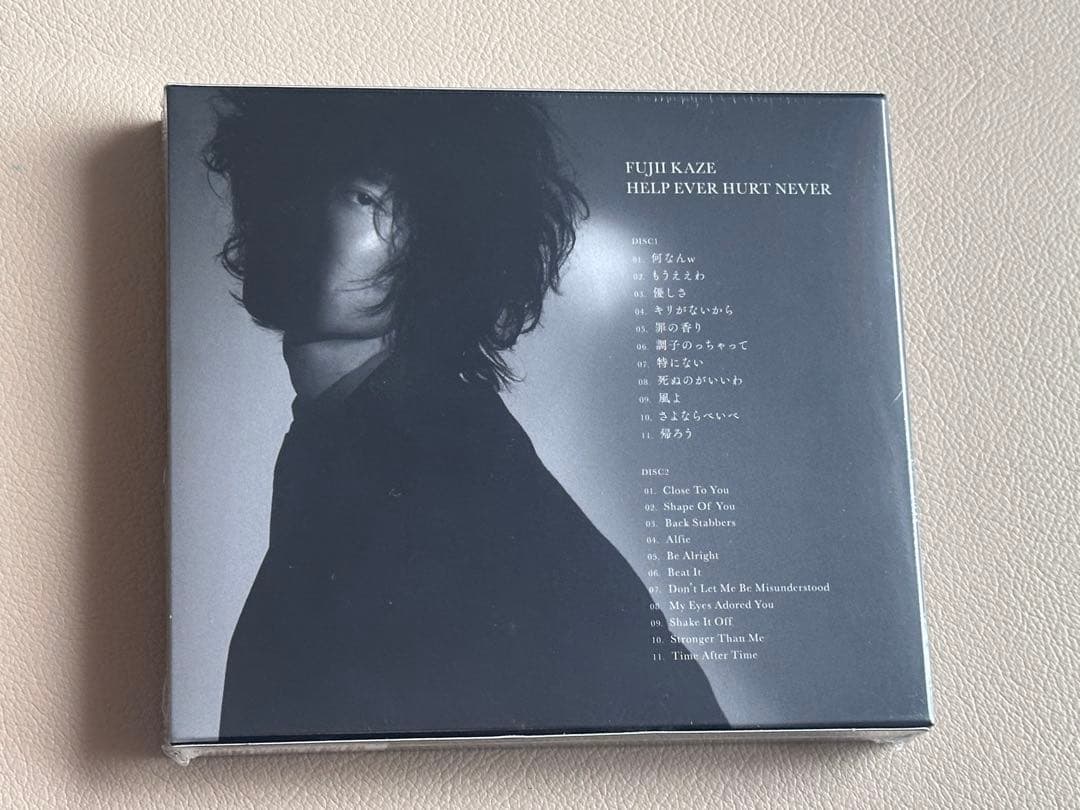 FUJII KAZE
HELP EVER HURT NEVER
DISC1
01. 何なんw
02. もうええわ
03. 優しさ
04. キリがないから
05. 罪の香り
06. 調子のっちゃって
07. 特にない
08. 死ぬのがいいわ
09. 風よ
10. さよならべいべ
11. 帰ろう
DISC2
01. Close To You
02. Shape Of You
03. Back Stabbers
04. Alfie
05. Be Alright
06. Beat It
07. Don't Let Me Be Misunderstood
08. My Eyes Adored You
09. Shake It Off
10. Stronger Than Me
11. Time After Time